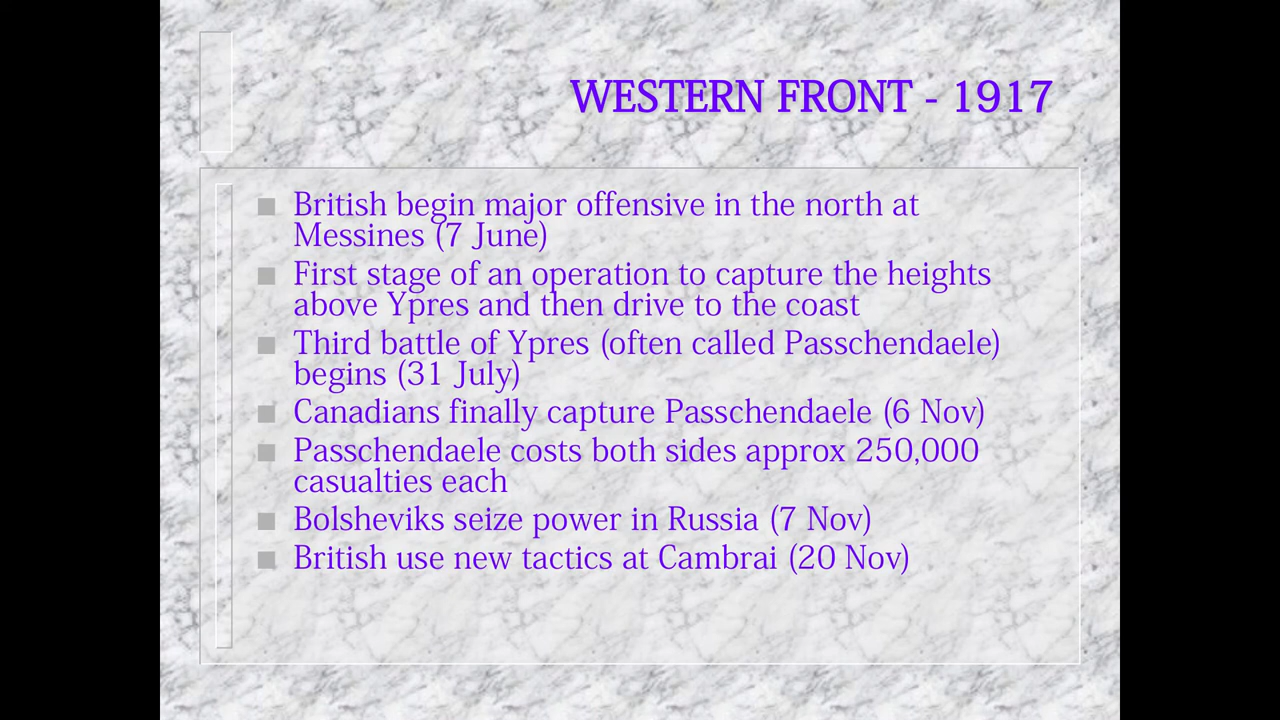 WESTERN FRONT - 1917
British begin major offensive in the north at
Messines (7 June)
First stage of an operation to capture the heights
above Ypres and then drive to the coast
Third battle of Ypres (often called Passchendaele)
begins (31 July)
Canadians finally capture Passchendaele (6 Nov)
Passchendaele costs both sides approx 250,000
casualties each
Bolsheviks seize power in Russia (7 Nov)
British use new tactics at Cambrai (20 Nov)